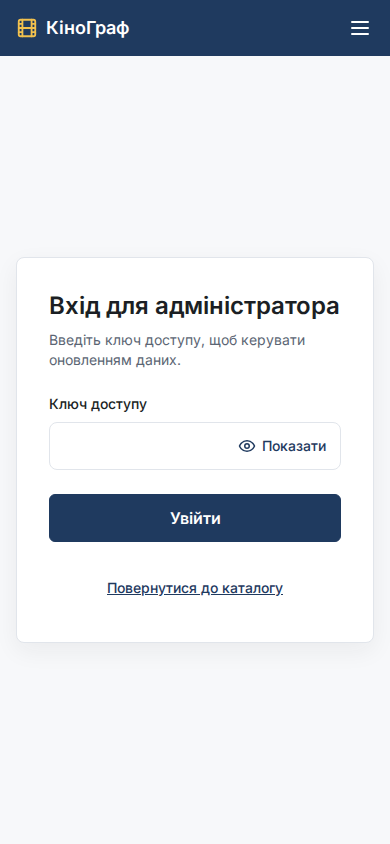 КіноГраф
Вхід для адміністратора
Введіть ключ доступу, щоб керувати
оновленням даних.
Ключ доступу
Показати
Увійти
Повернутися до каталогу